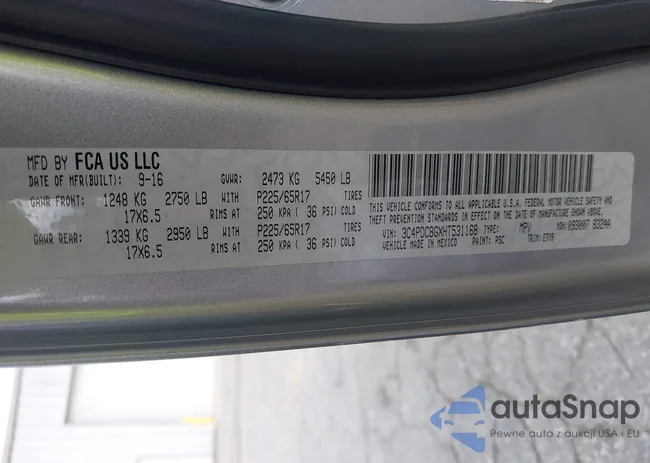 MFD BY FCA US LLC
DATE OF MFR(BUILT): 9-16 GVWR: 2473 KG 5450 LB
GAWR FRONT: 1248 KG 2750 LB WITH P225/65R17 TIRES
17X6.5 RIMS AT 250 KPA ( 36 PSI) COLD
GAWR REAR: 1339 KG 2950 LB WITH P225/65R17 TIRES
17X6.5 RIMS AT 250 KPA ( 36 PSI) COLD
THIS VEHICLE CONFORMS TO ALL APPLICABLE U.S.A. FEDERAL MOTOR VEHICLE SAFETY AND
THEFT PREVENTION STANDARDS IN EFFECT ON THE DATE OF MANUFACTURE SHOWN ABOVE.
VIN: 3C4PDCBGXHT531168 TYPE: MPV MDH: 093007 832AA
VEHICLE MADE IN MEXICO PAINT: PSC TRIM:
autaSnap
Pewne auta z aukcji USA i EU